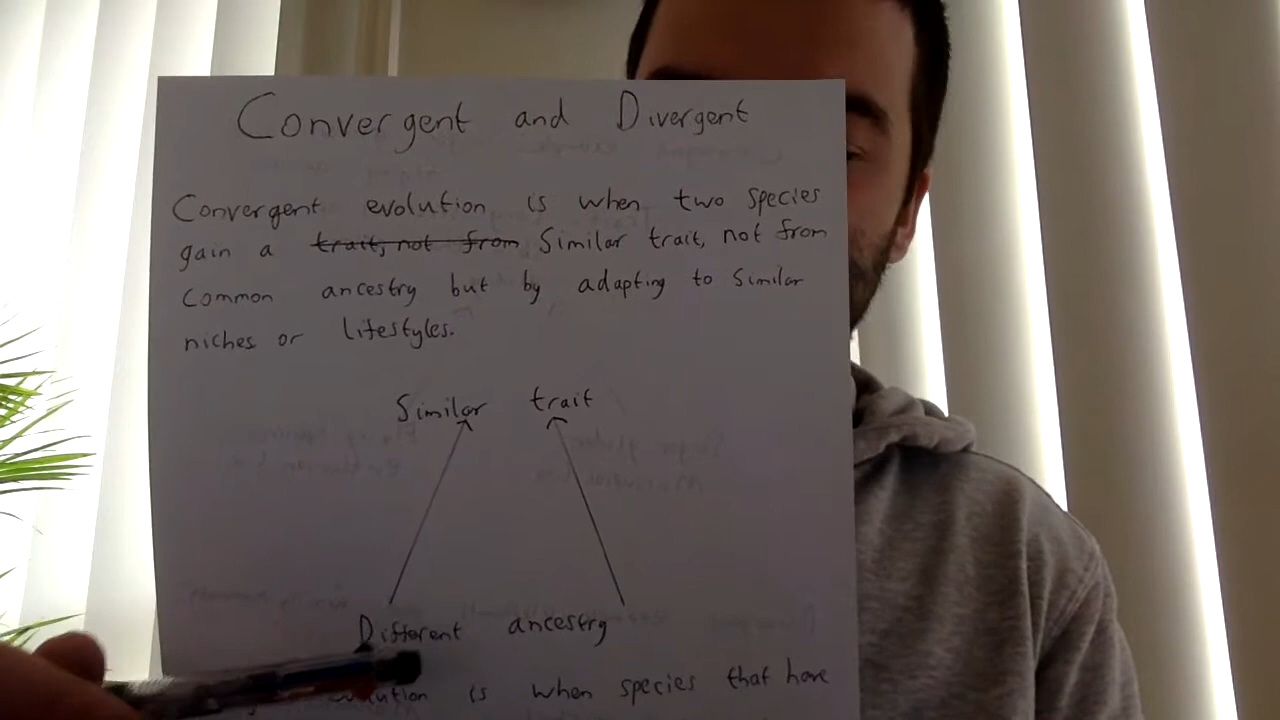 Convergent and Divergent
Convergent evolution is when two species
gain a trait, not from Similar trait, not from
Common ancestry but by adapting to Similar
niches or lifestyles.
Similar trait
Different ancestry
is when species that have